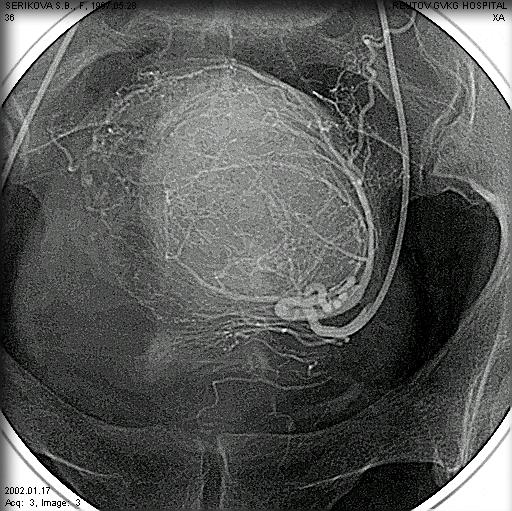 SERIKOVA S.B., F, 1967.05.28
REUTOV GVKG HOSPITAL
36
XA
2002.01.17
Acq: 3, Image: 3